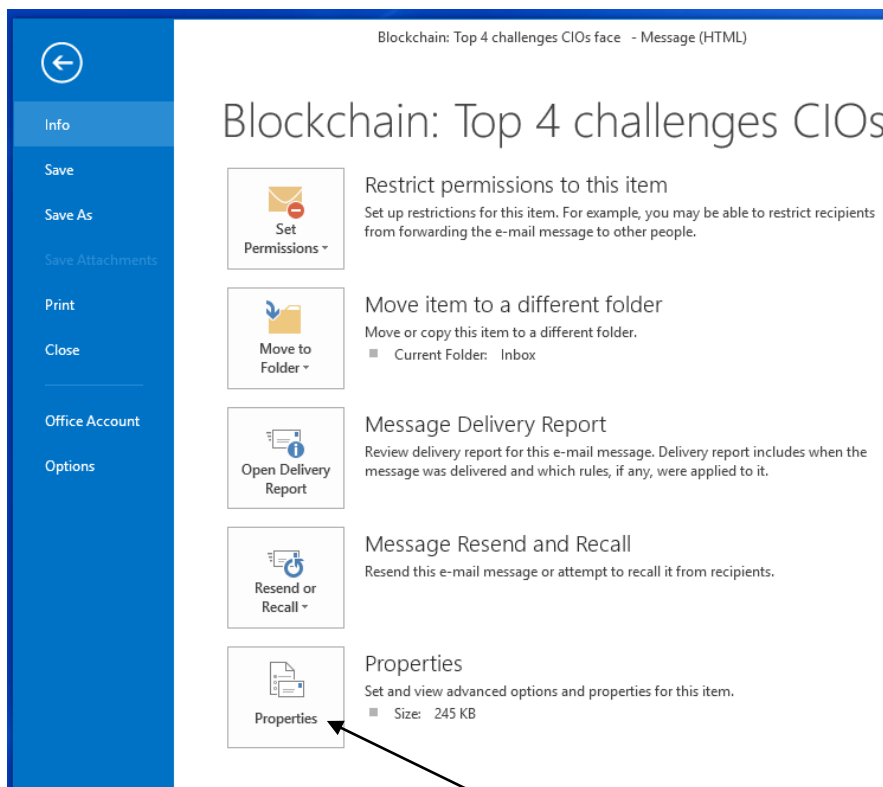 Blockchain: Top 4 challenges CIOs face - Message (HTML)
Info
Save
Save As
Save Attachments
Print
Close
Office Account
Options
Blockchain: Top 4 challenges CIOs
Set
Permissions
Restrict permissions to this item
Set up restrictions for this item. For example, you may be able to restrict recipients
from forwarding the e-mail message to other people.
Move to
Folder
Move item to a different folder
Move or copy this item to a different folder.
Current Folder: Inbox
Open Delivery
Report
Message Delivery Report
Review delivery report for this e-mail message. Delivery report includes when the
message was delivered and which rules, if any, were applied to it.
Resend or
Recall
Message Resend and Recall
Resend this e-mail message or attempt to recall it from recipients.
Properties
Properties
Set and view advanced options and properties for this item.
Size: 245 KB